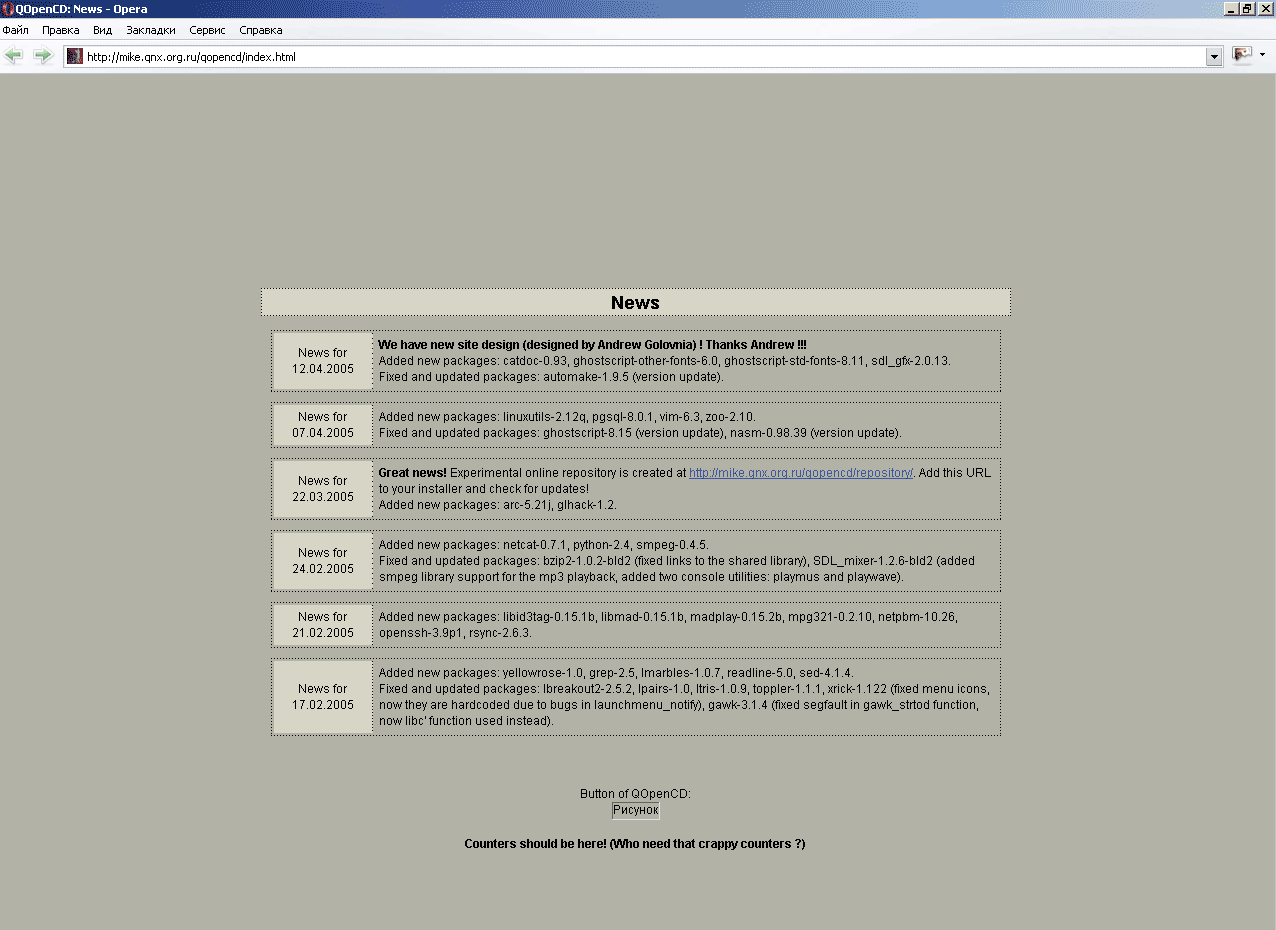 QOpenCD: News - Opera
Файл Правка Вид Закладки Сервис Справка
http://mike.qnx.org.ru/qopencd/index.html
News
News for
12.04.2005
We have new site design (designed by Andrew Golovnia) ! Thanks Andrew !!!
Added new packages: catdoc-0.93, ghostscript-other-fonts-6.0, ghostscript-std-fonts-8.11, sdl_gfx-2.0.13.
Fixed and updated packages: automake-1.9.5 (version update).
News for
07.04.2005
Added new packages: linuxutils-2.12q, pgsql-8.0.1, vim-6.3, zoo-2.10.
Fixed and updated packages: ghostscript-8.15 (version update), nasm-0.98.39 (version update).
News for
22.03.2005
Great news! Experimental online repository is created at http://mike.qnx.org.ru/qopencd/repository/. Add this URL
to your installer and check for updates!
Added new packages: arc-5.21j, glhack-1.2.
News for
24.02.2005
Added new packages: netcat-0.7.1, python-2.4, smpeg-0.4.5.
Fixed and updated packages: bzip2-1.0.2-bld2 (fixed links to the shared library), SDL_mixer-1.2.6-bld2 (added
smpeg library support for the mp3 playback, added two console utilities: playmus and playwave).
News for
21.02.2005
Added new packages: libid3tag-0.15.1b, libmad-0.15.1b, madplay-0.15.2b, mpg321-0.2.10, netpbm-10.26,
openssh-3.9p1, rsync-2.6.3.
News for
17.02.2005
Added new packages: yellowrose-1.0, grep-2.5, lmarbles-1.0.7, readline-5.0, sed-4.1.4.
Fixed and updated packages: lbreakout2-2.5.2, lpairs-1.0, ltris-1.0.9, toppler-1.1.1, xrick-1.122 (fixed menu icons,
now they are hardcoded due to bugs in launchmenu_notify), gawk-3.1.4 (fixed segfault in gawk_strtod function,
now libc' function used instead).
Button of QOpenCD:
Рисунок
Counters should be here! (Who need that crappy counters ?)